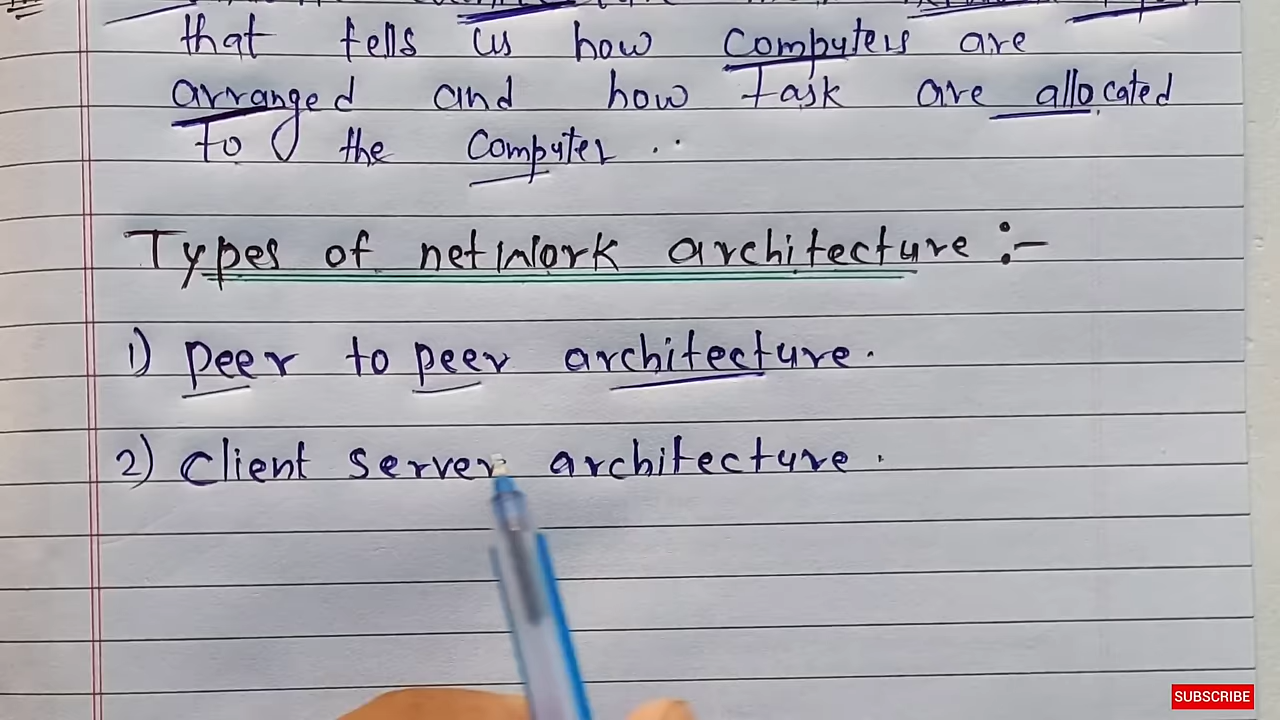 that tells us how computers are
arranged and how task are allocated
to the computer ..
Types of network architecture :-
1) peer to peer architecture.
2) Client server architecture.
SUBSCRIBE